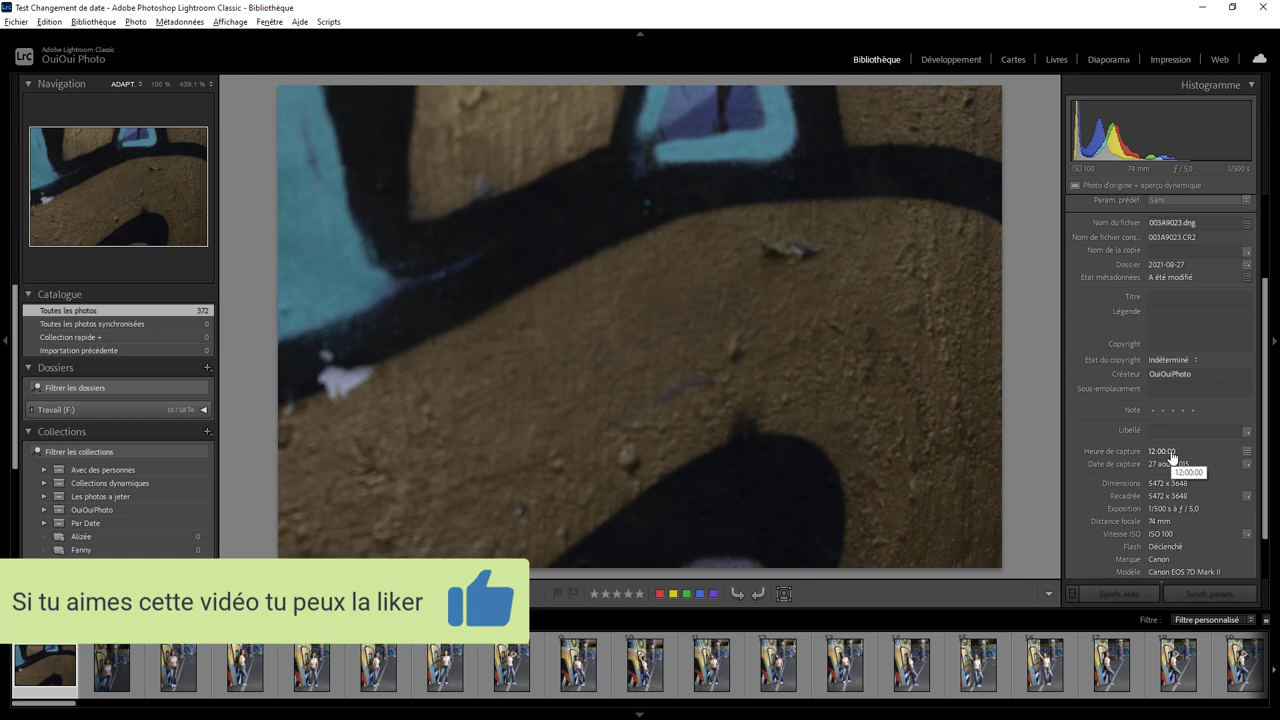 Test Changement de date - Adobe Photoshop Lightroom Classic - Bibliothèque
Fichier Edition Bibliothèque Photo Métadonnées Affichage Fenêtre Aide Scripts
Lrc
Adobe Lightroom Classic
OuiOui Photo
Bibliothèque Développement Cartes Livres Diaporama Impression Web
Navigation ADAPT. 100 % 439,1 %
Catalogue
Toutes les photos 372
Toutes les photos synchronisées 0
Collection rapide + 0
Importation précédente 0
Dossiers
Filtrer les dossiers
Travail (F:) 1,5 / 1,8 To
Collections
Filtrer les collections
Avec des personnes
Collections dynamiques
Les photos a jeter
OuiOuiPhoto
Par Date
Alizée 0
Fanny 0
Si tu aimes cette vidéo tu peux la liker
Histogramme
ISO 100 74 mm ƒ / 5,0 1/500 s
Photo d'origine + aperçu dynamique
Param. prédéf. Sans
Nom du fichier 003A9023.dng
Nom de fichier cons... 003A9023.CR2
Nom de la copie
Dossier 2021-08-27
Etat métadonnées A été modifié
Titre
Légende
Copyright
Etat du copyright Indéterminé
Créateur OuiOuiPhoto
Sous-emplacement
Note
Libellé
Heure de capture 12:00:00
Date de capture 27
12:00:00
Dimensions 5472 x 3648
Recadrée 5472 x 3648
Exposition 1/500 s à ƒ / 5,0
Distance focale 74 mm
Vitesse ISO ISO 100
Flash Déclenché
Marque Canon
Modèle Canon EOS 7D Mark II
Synch. auto Synch. param.
Filtre : Filtre personnalisé